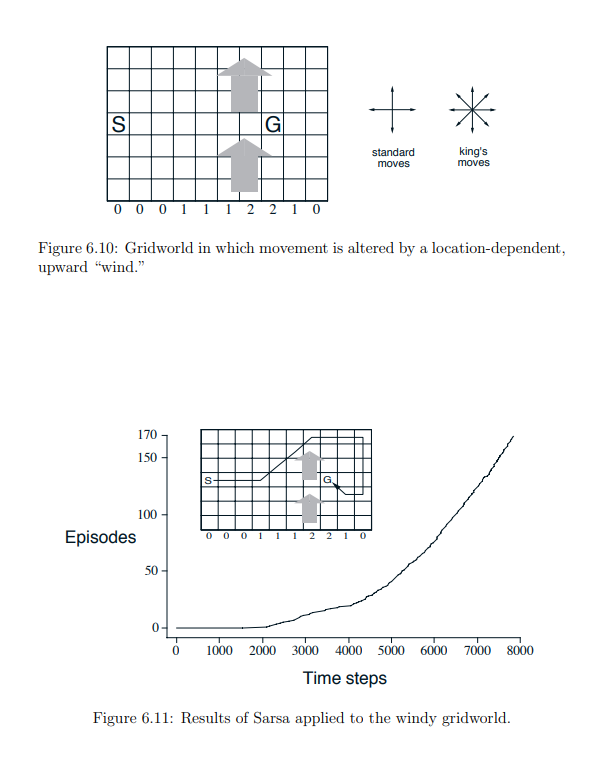 S G
0 0 0 1 1 1 2 2 1 0
standard
moves
king's
moves
Figure 6.10: Gridworld in which movement is altered by a location-dependent,
upward “wind.”
170
150
100
50
0
Episodes
S G
0 0 0 1 1 1 2 2 1 0
0 1000 2000 3000 4000 5000 6000 7000 8000
Time steps
Figure 6.11: Results of Sarsa applied to the windy gridworld.